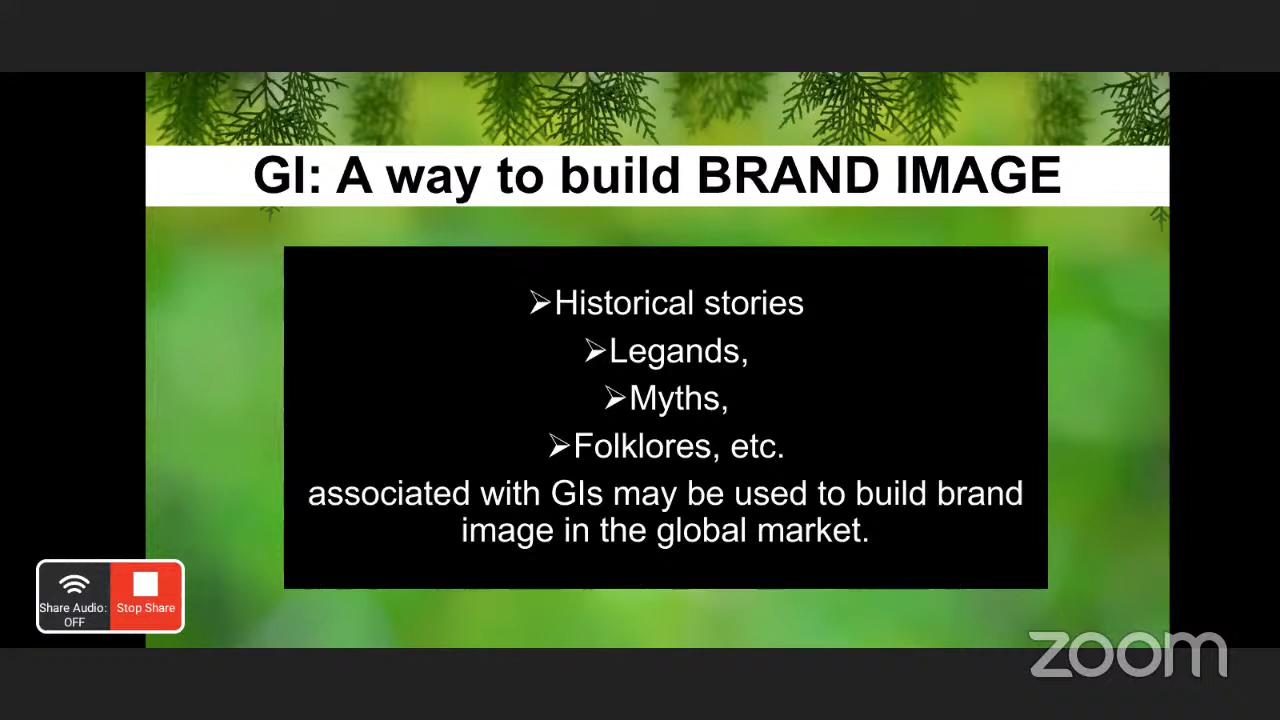 GI: A way to build BRAND IMAGE
➢Historical stories
➢Legands,
➢Myths,
➢Folklores, etc.
associated with GIs may be used to build brand
image in the global market.
Share Audio:
OFF
Stop Share
zoom